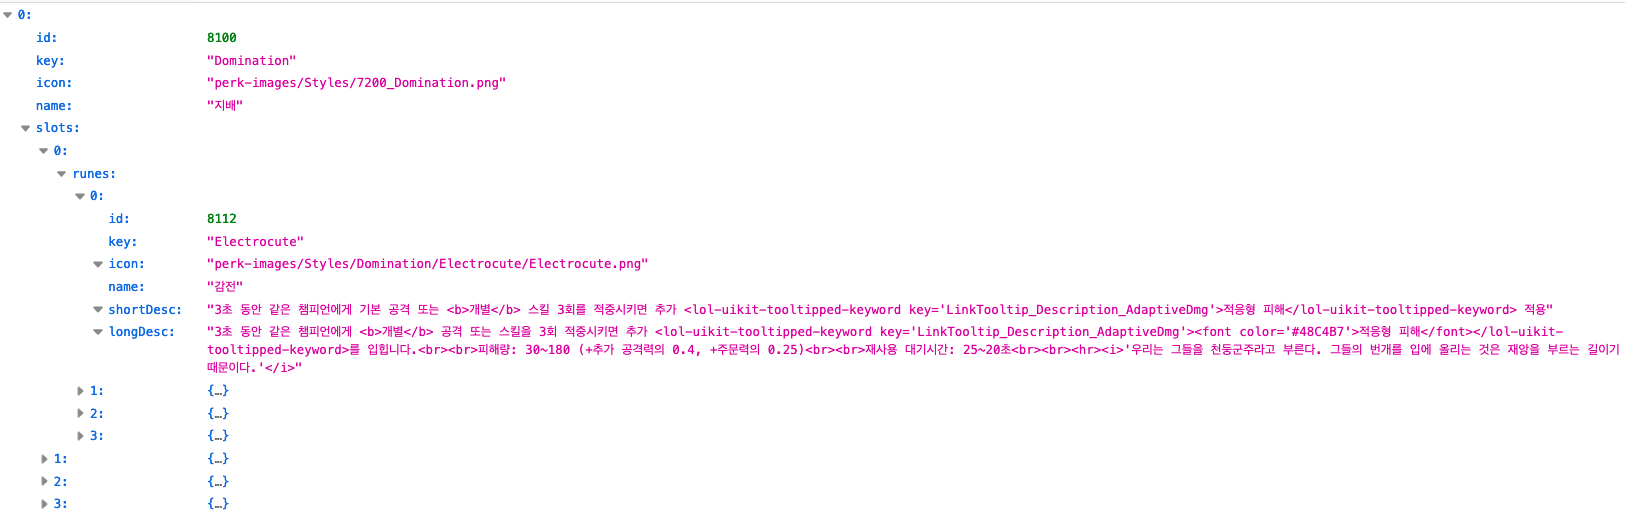 0:
id: 8100
key: "Domination"
icon: "perk-images/Styles/7200_Domination.png"
name: "지배"
slots:
0:
runes:
0:
id: 8112
key: "Electrocute"
icon: "perk-images/Styles/Domination/Electrocute/Electrocute.png"
name: "감전"
shortDesc: "3초 동안 같은 챔피언에게 기본 공격 또는 <b>개별</b> 스킬 3회를 적중시키면 추가 <lol-uikit-tooltipped-keyword key='LinkTooltip_Description_AdaptiveDmg'>적응형 피해</lol-uikit-tooltipped-keyword> 적용"
longDesc: "3초 동안 같은 챔피언에게 <b>개별</b> 공격 또는 스킬을 3회 적중시키면 추가 <lol-uikit-tooltipped-keyword key='LinkTooltip_Description_AdaptiveDmg'><font color='#48C4B7'>적응형 피해</font></lol-uikit-
tooltipped-keyword>를 입힙니다.<br><br>피해량: 30~180 (+추가 공격력의 0.4, +주문력의 0.25)<br><br>재사용 대기시간: 25~20초<br><br><hr><i>'우리는 그들을 천둥군주라고 부른다. 그들의 번개를 입에 올리는 것은 재앙을 부르는 길이기
때문이다.'</i>"
1: {…}
2: {…}
3: {…}
1: {…}
2: {…}
3: {…}